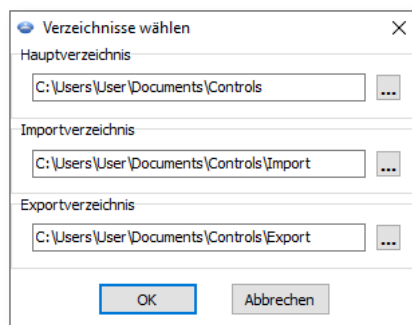 Verzeichnisse wählen
Hauptverzeichnis
C:\Users\User\Documents\Controls
...
Importverzeichnis
C:\Users\User\Documents\Controls\Import
...
Exportverzeichnis
C:\Users\User\Documents\Controls\Export
...
OK Abbrechen